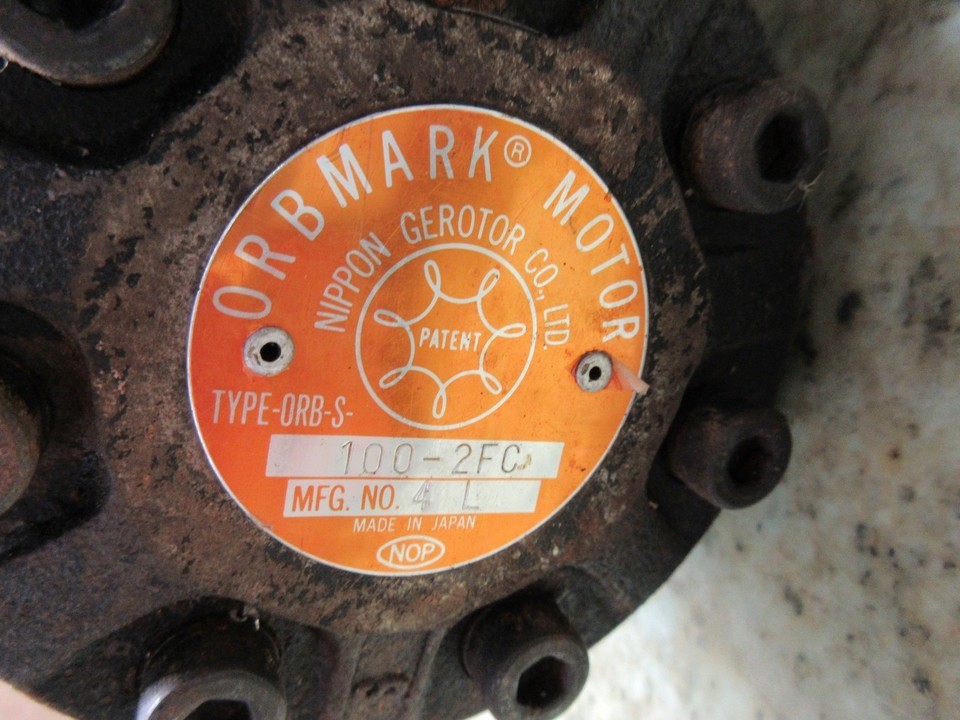 ORBMARK® MOTOR
NIPPON GEROTOR CO., LTD.
PATENT
TYPE-ORB-S-
100-2FC
MFG. NO. 4 L
MADE IN JAPAN
NOP